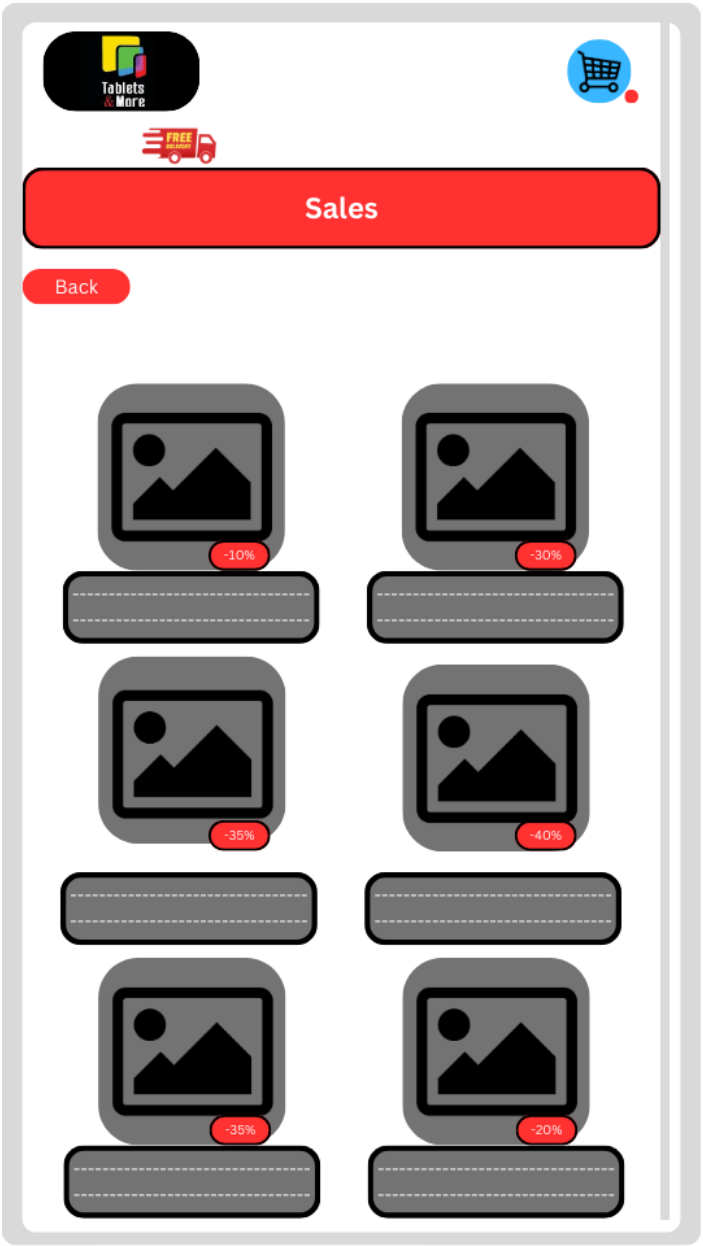 Tablets
&More
FREE
DELIVERY
Sales
Back
-10%
-30%
-35%
-40%
-35%
-20%